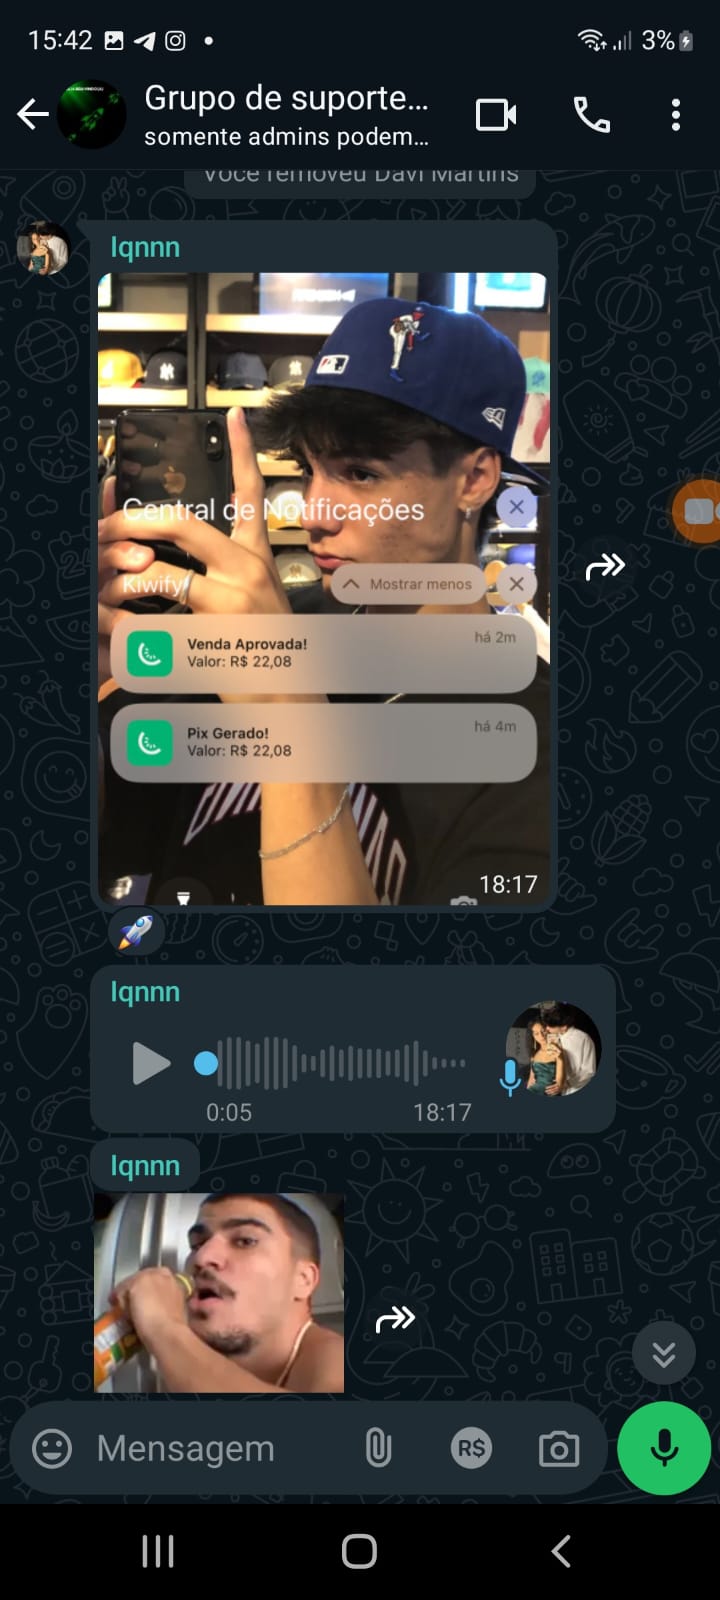 15:42
3%
Grupo de suporte...
somente admins podem...
Você removeu Davi Martins
Iqnnn
Central de Notificações
Kiwify
Mostrar menos
Venda Aprovada!
há 2m
Valor: R$ 22,08
Pix Gerado!
há 4m
Valor: R$ 22,08
18:17
Iqnnn
0:05
18:17
Iqnnn
Mensagem
R$